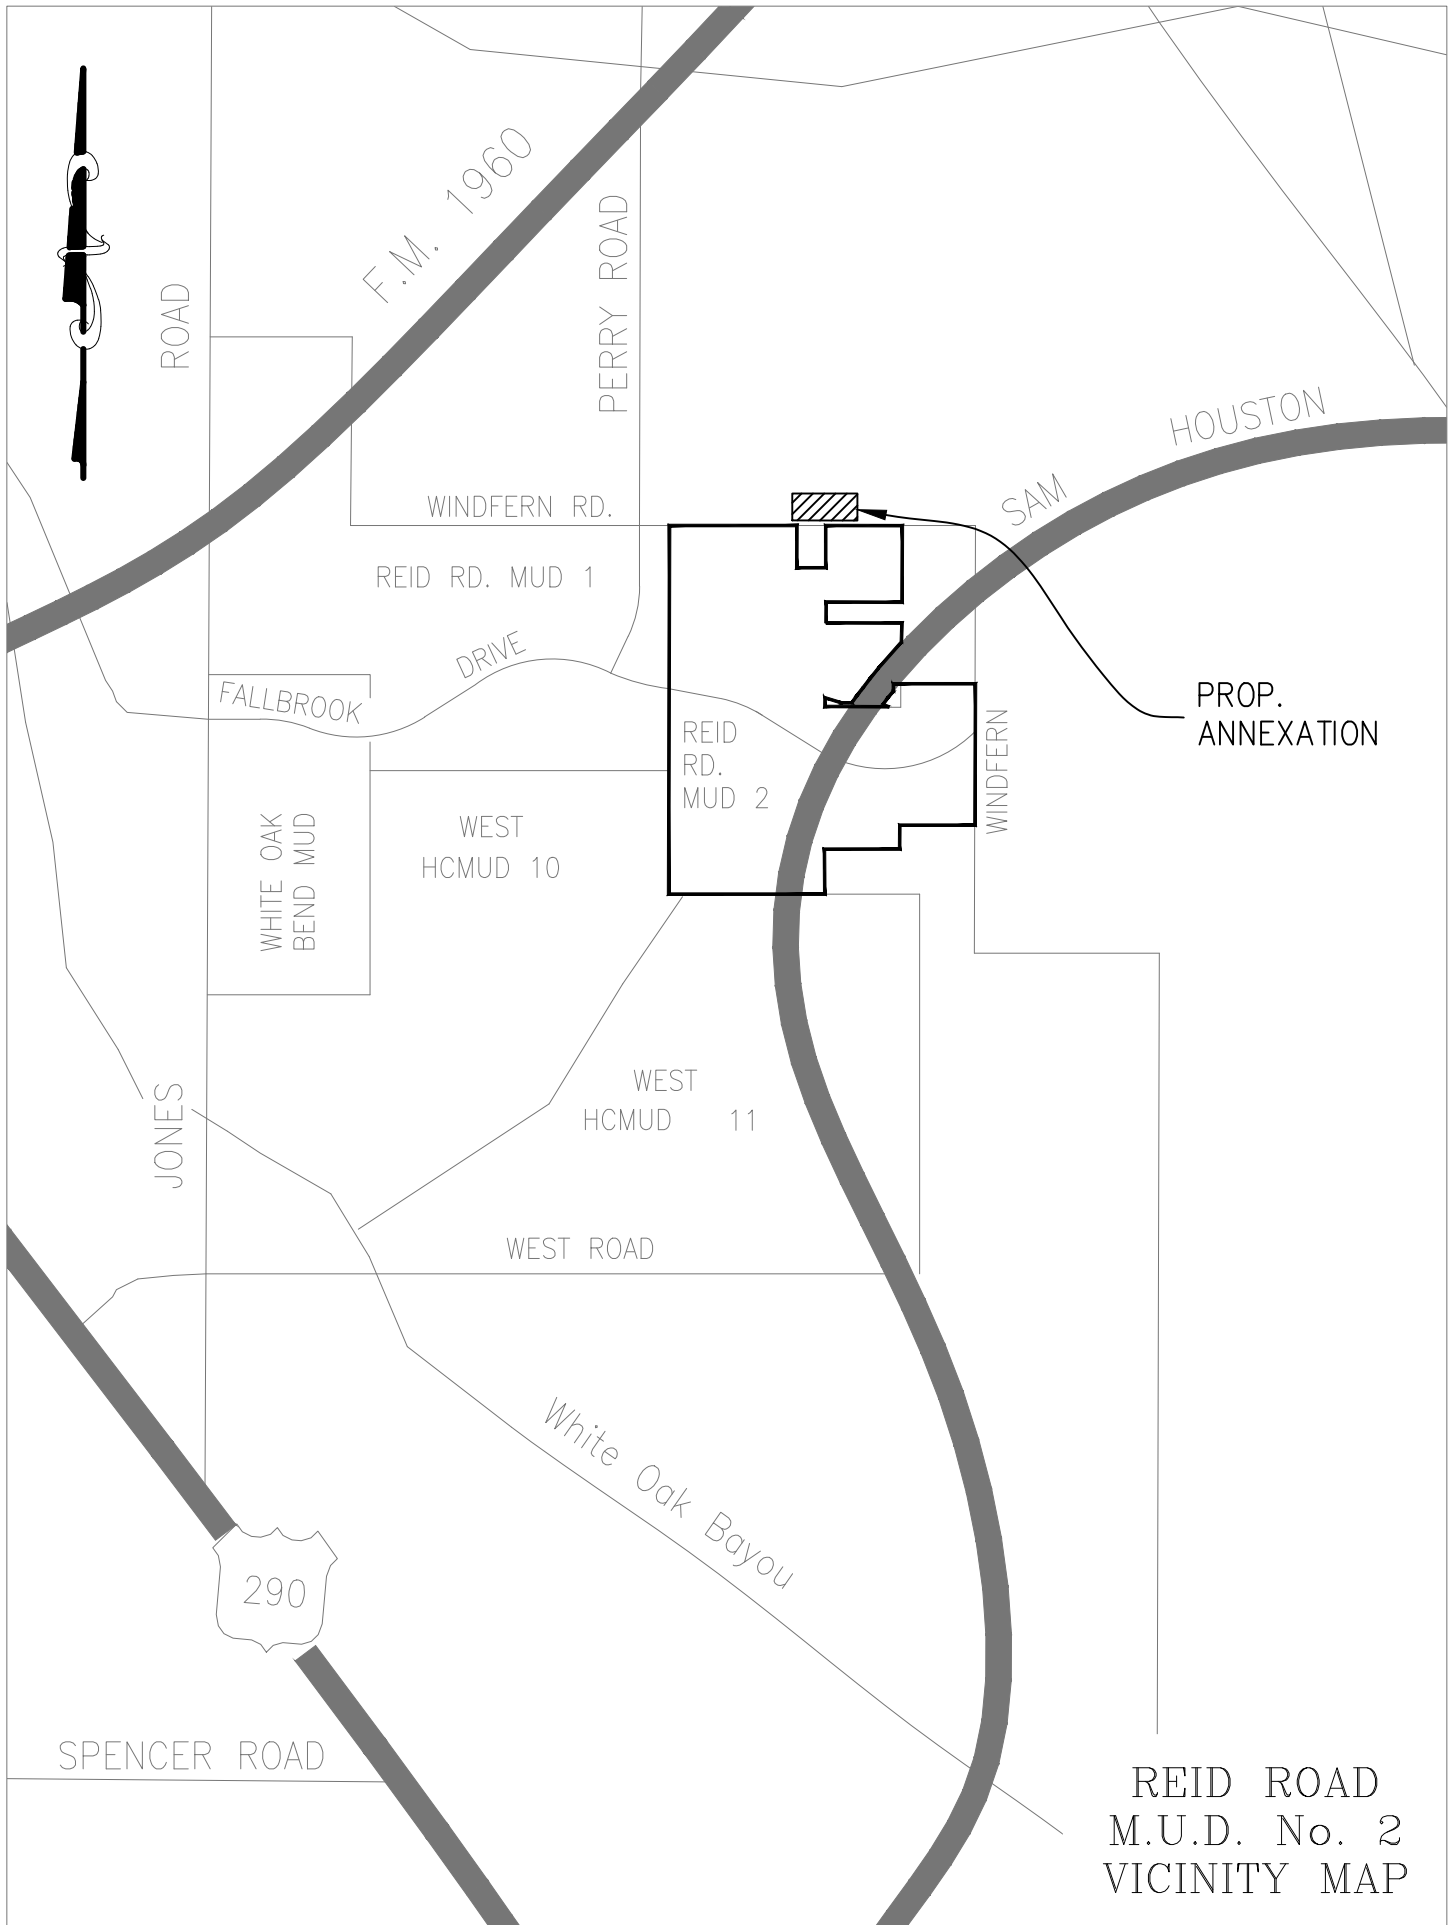 F.M. 1960
PERRY ROAD
ROAD
HOUSTON
SAM
WINDFERN RD.
REID RD. MUD 1
DRIVE
FALLBROOK
PROP.
ANNEXATION
REID
RD.
MUD 2
WINDFERN
WHITE OAK
BEND MUD
WEST
HCMUD 10
WEST
HCMUD 11
JONES
WEST ROAD
White Oak Bayou
290
SPENCER ROAD
REID ROAD
M.U.D. No. 2
VICINITY MAP